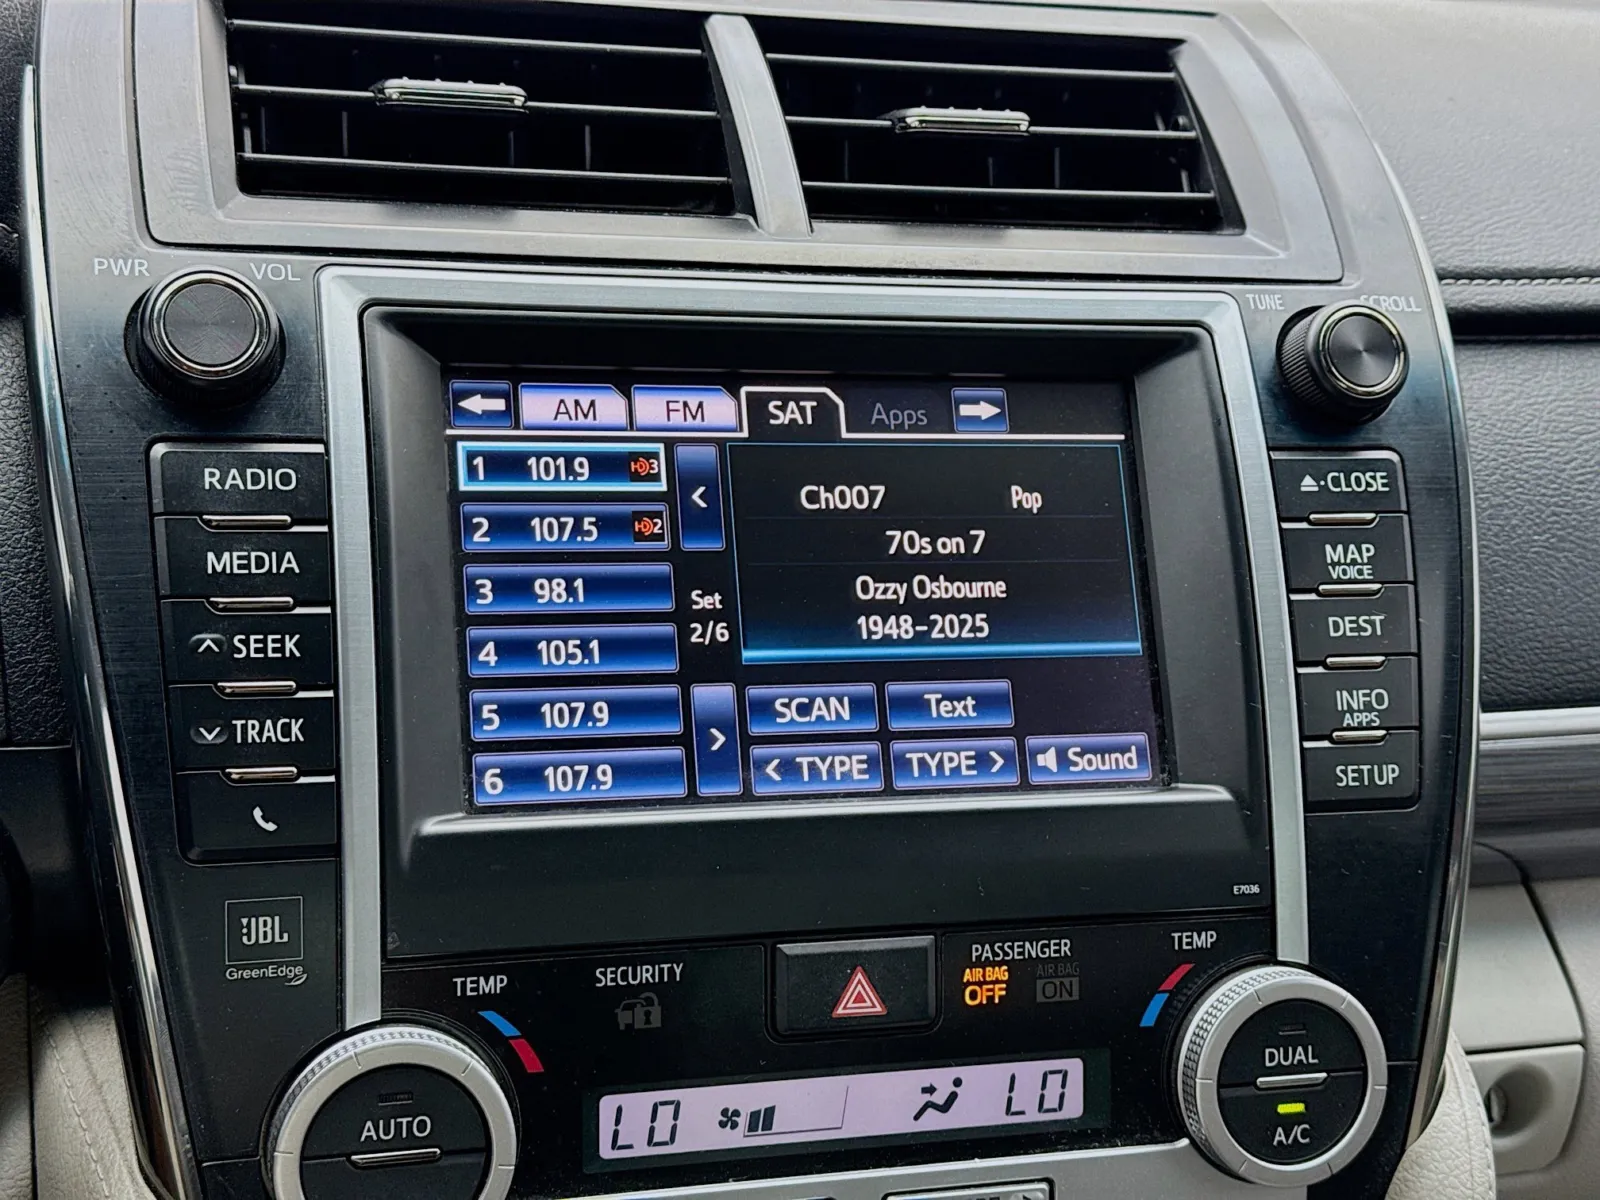 PWR
VOL
TUNE
SCROLL
AM
FM
SAT
Apps
1 101.9 HD3
2 107.5 HD2
3 98.1
4 105.1
5 107.9
6 107.9
<
Set
2/6
>
Ch007 Pop
70s on 7
Ozzy Osbourne
1948-2025
SCAN
Text
< TYPE
TYPE >
Sound
RADIO
MEDIA
SEEK
TRACK
CLOSE
MAP
VOICE
DEST
INFO
APPS
SETUP
E7036
JBL
GreenEdge
TEMP
SECURITY
PASSENGER
AIR BAG
OFF
AIR BAG
ON
TEMP
AUTO
LO
LO
DUAL
A/C